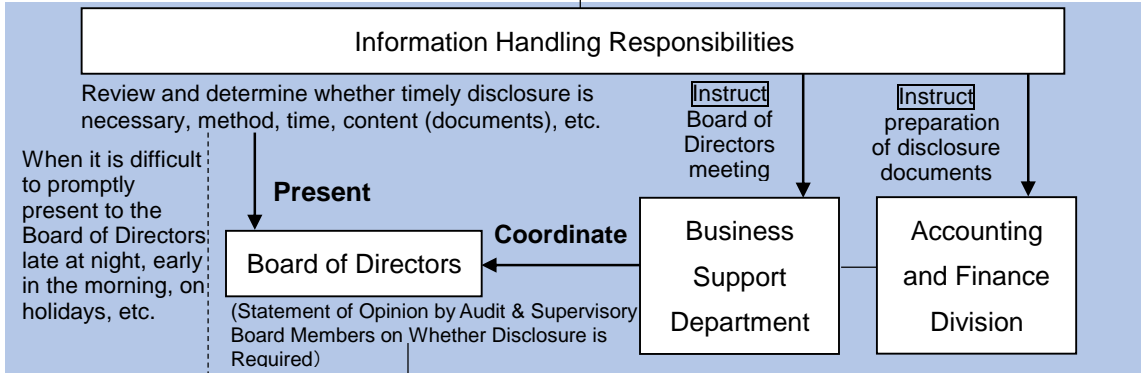 Information Handling Responsibilities
Review and determine whether timely disclosure is
necessary, method, time, content (documents), etc.
Instruct
Board of
Directors
meeting
Instruct
preparation
of disclosure
documents
When it is difficult
to promptly
present to the
Board of Directors
late at night, early
in the morning, on
holidays, etc.
Present
Board of Directors
Coordinate
Business
Support
Department
Accounting
and Finance
Division
(Statement of Opinion by Audit & Supervisory
Board Members on Whether Disclosure is
Required）